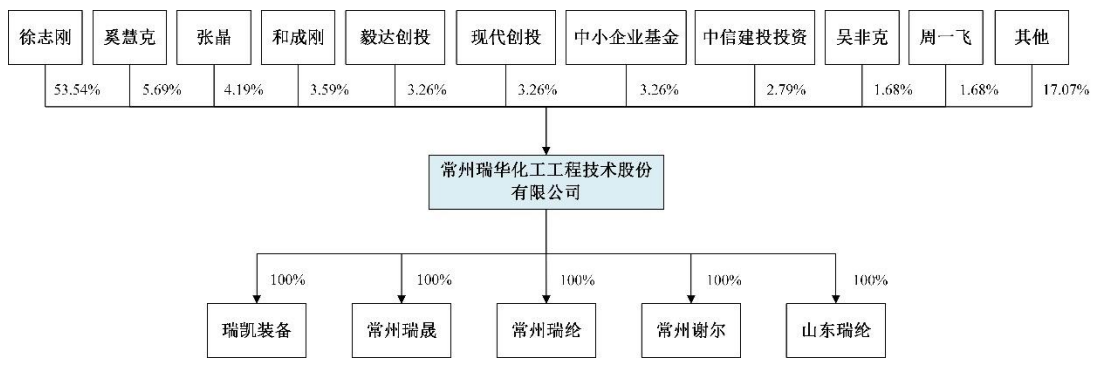 徐志刚 奚慧克 张晶 和成刚 毅达创投 现代创投 中小企业基金 中信建投投资 吴非克 周一飞 其他
53.54% 5.69% 4.19% 3.59% 3.26% 3.26% 3.26% 2.79% 1.68% 1.68% 17.07%
常州瑞华化工工程技术股份
有限公司
100% 100% 100% 100% 100%
瑞凯装备 常州瑞晟 常州瑞纶 常州谢尔 山东瑞纶